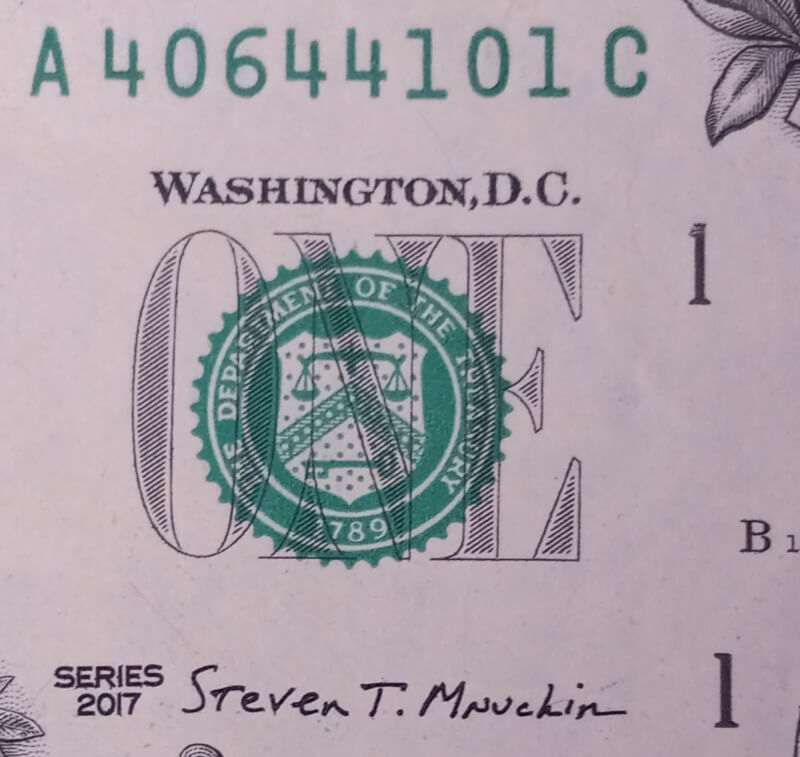 A 40644101 C
WASHINGTON, D.C.
ONE
1
THE DEPARTMENT OF THE TREASURY
1789
B 1
SERIES
2017
Steven T. Mnuchin
1